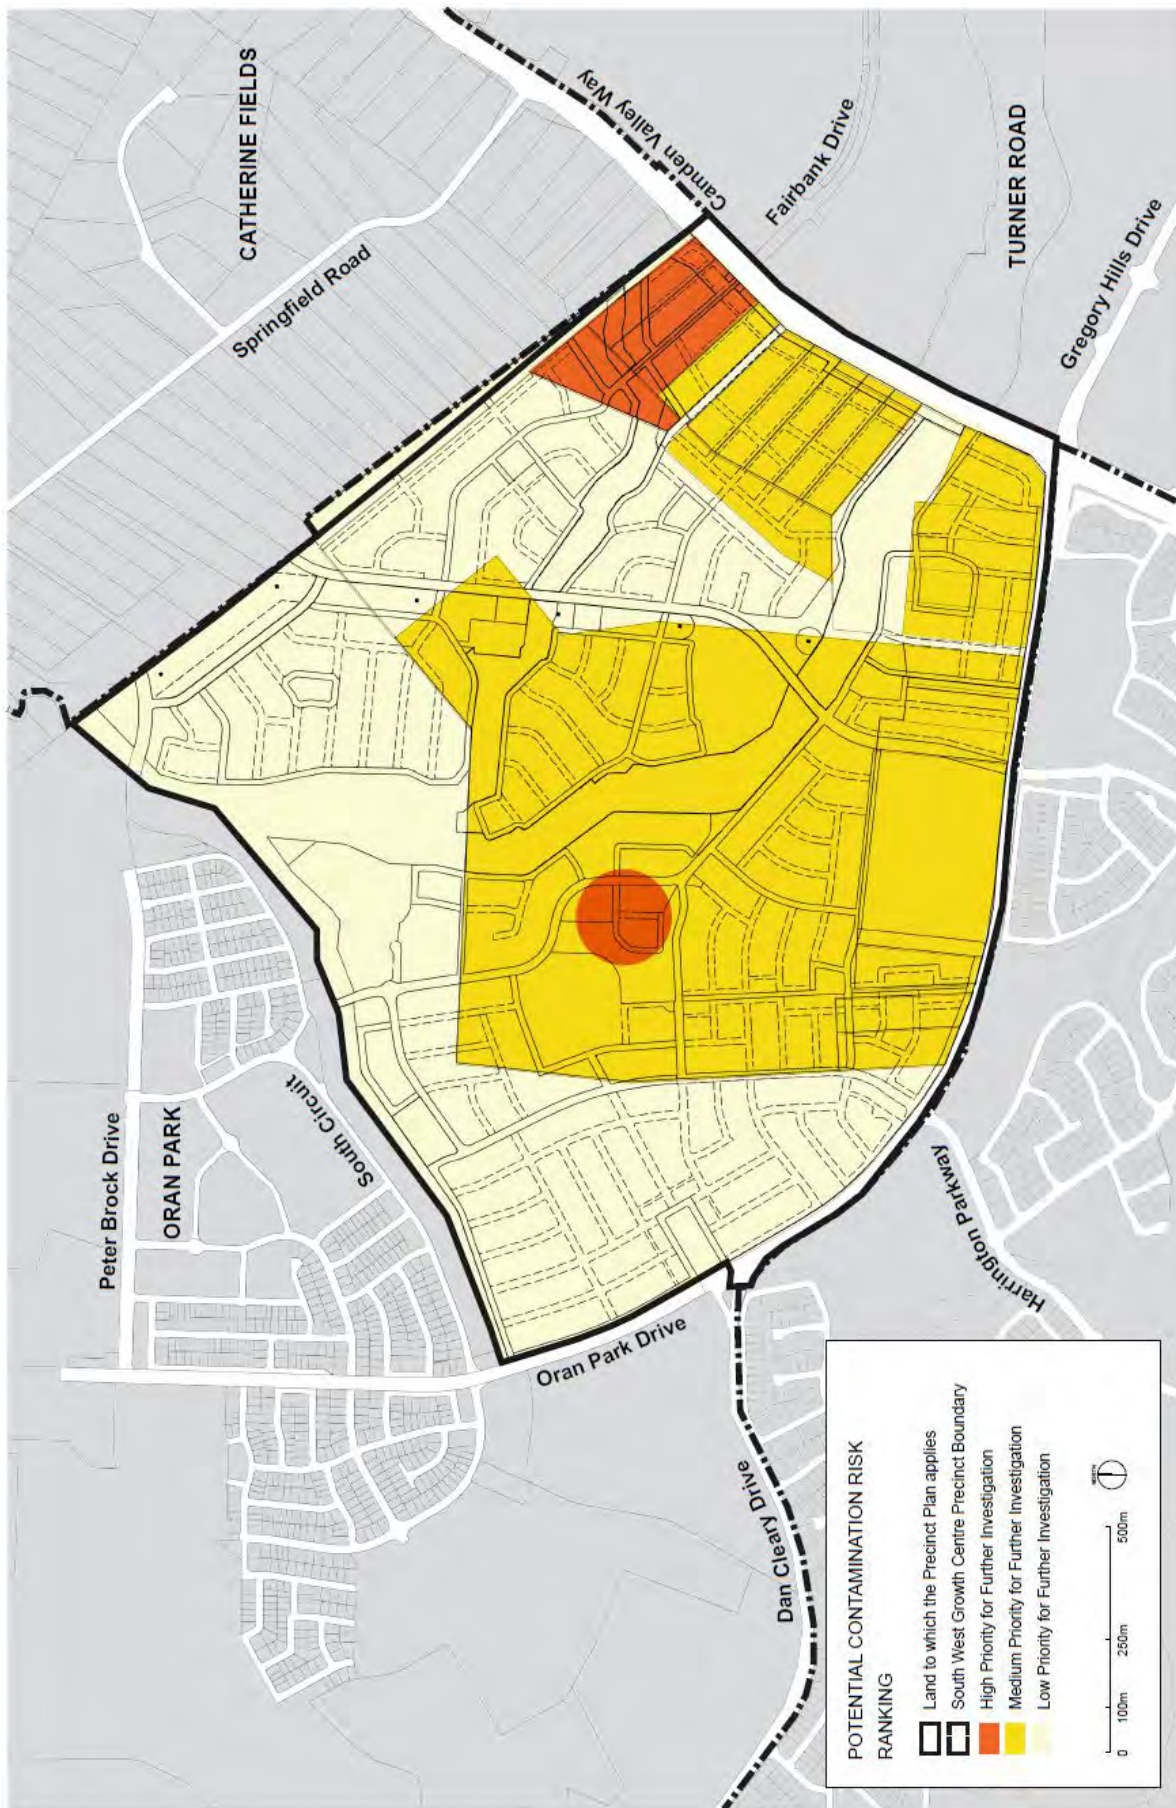 CATHERINE FIELDS
Springfield Road
Camden Valley Way
Fairbank Drive
TURNER ROAD
Gregory Hills Drive
Peter Brock Drive
ORAN PARK
South Circuit
Oran Park Drive
Harrington Parkway
Dan Cleary Drive
POTENTIAL CONTAMINATION RISK
RANKING
Land to which the Precinct Plan applies
South West Growth Centre Precinct Boundary
High Priority for Further Investigation
Medium Priority for Further Investigation
Low Priority for Further Investigation
0 100m 250m 500m
NORTH